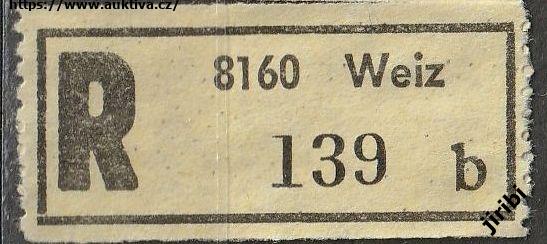 https://www.auktiva.cz/
R
8160 Weiz
139 b
jiribi